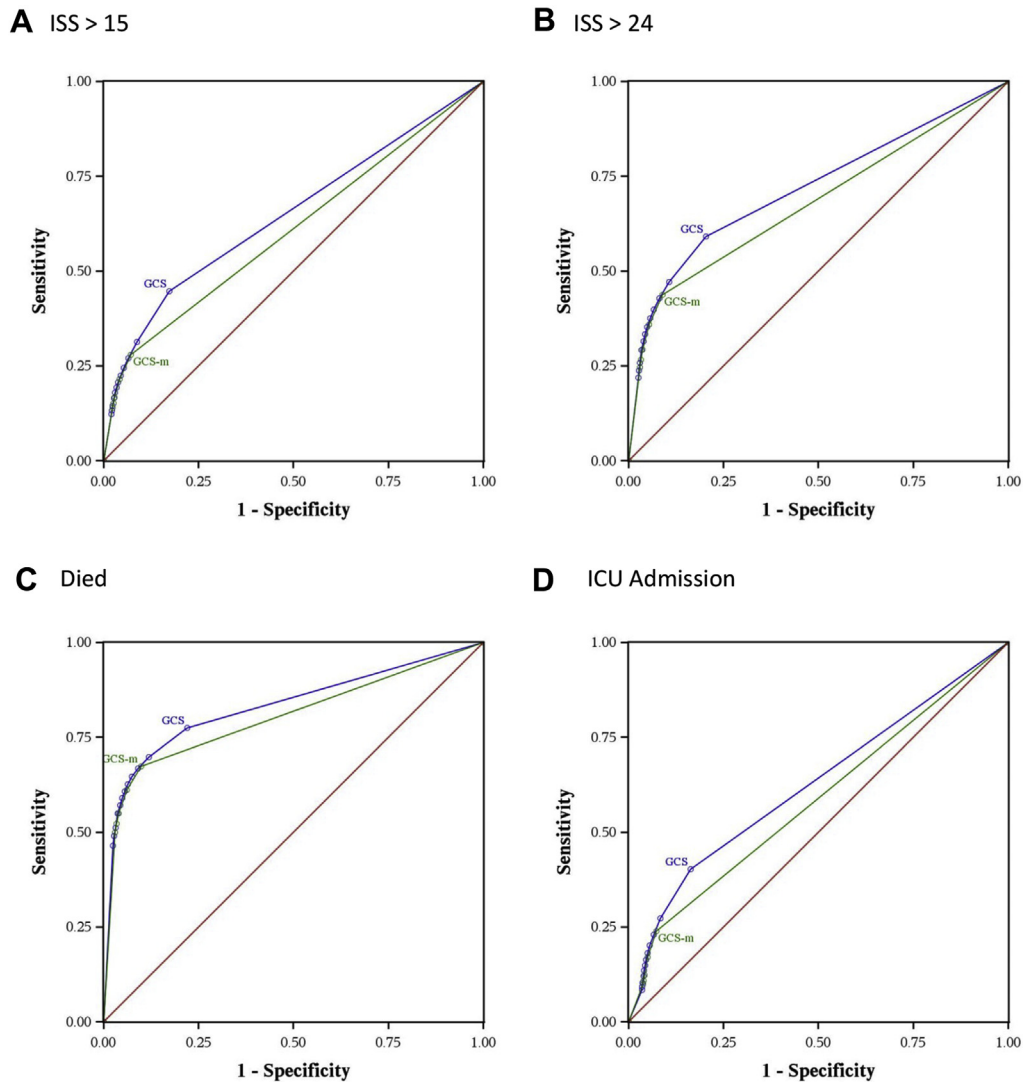 A ISS > 15
B ISS > 24
1.00
0.75
0.50
0.25
0.00
Sensitivity
GCS
GCS-m
0.00 0.25 0.50 0.75 1.00
1 - Specificity
1.00
0.75
0.50
0.25
0.00
Sensitivity
GCS
GCS-m
0.00 0.25 0.50 0.75 1.00
1 - Specificity
C Died
D ICU Admission
1.00
0.75
0.50
0.25
0.00
Sensitivity
GCS
GCS-m
0.00 0.25 0.50 0.75 1.00
1 - Specificity
1.00
0.75
0.50
0.25
0.00
Sensitivity
GCS
GCS-m
0.00 0.25 0.50 0.75 1.00
1 - Specificity